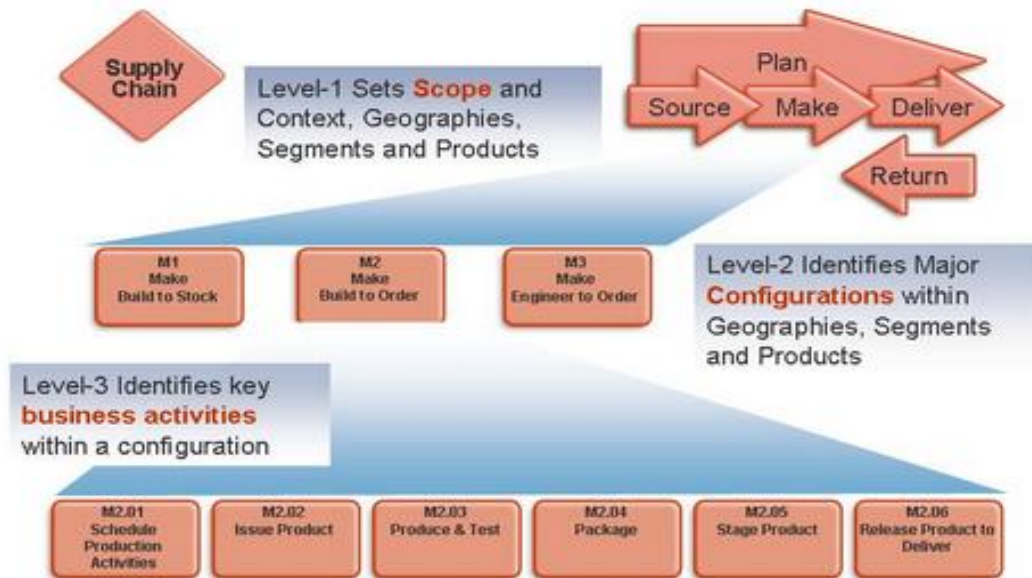 Supply
Chain
Level-1 Sets Scope and
Context, Geographies,
Segments and Products
Plan
Source
Make
Deliver
Return
M1
Make
Build to Stock
M2
Make
Build to Order
M3
Make
Engineer to Order
Level-2 Identifies Major
Configurations within
Geographies, Segments
and Products
Level-3 Identifies key
business activities
within a configuration
M2.01
Schedule
Production
Activities
M2.02
Issue Product
M2.03
Produce & Test
M2.04
Package
M2.05
Stage Product
M2.06
Release Product to
Deliver